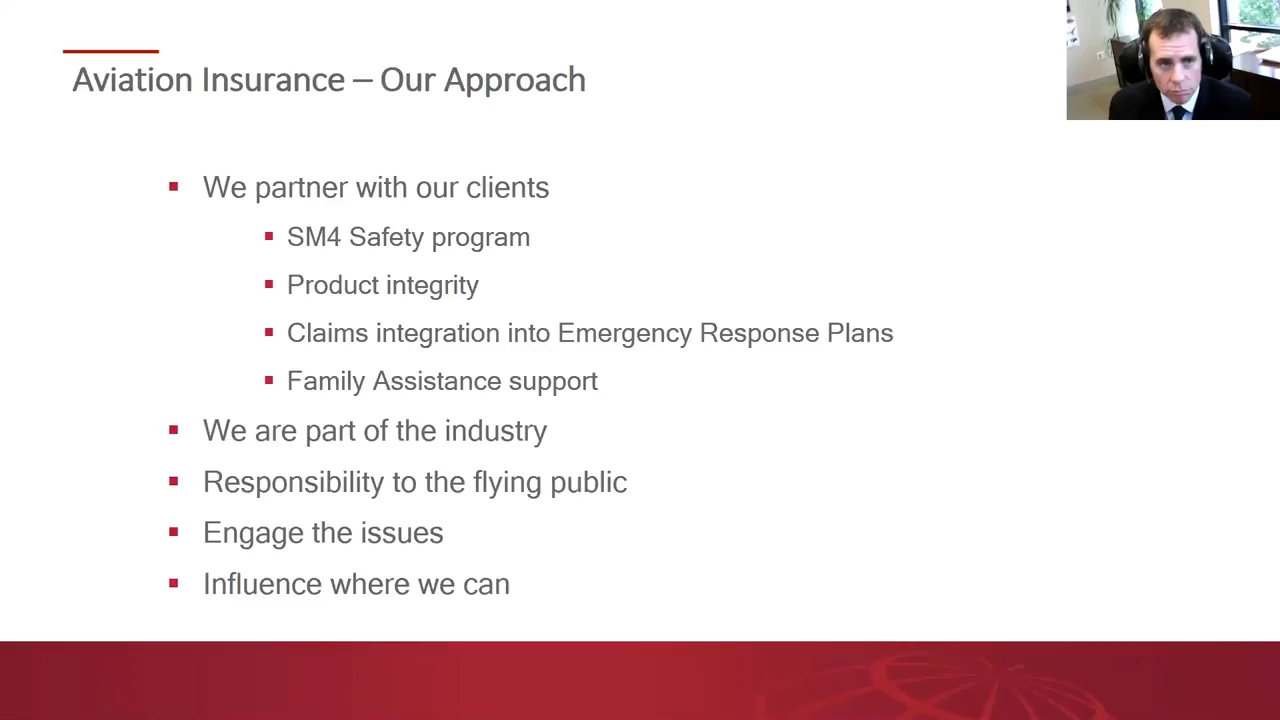 Aviation Insurance – Our Approach
We partner with our clients
SM4 Safety program
Product integrity
Claims integration into Emergency Response Plans
Family Assistance support
We are part of the industry
Responsibility to the flying public
Engage the issues
Influence where we can